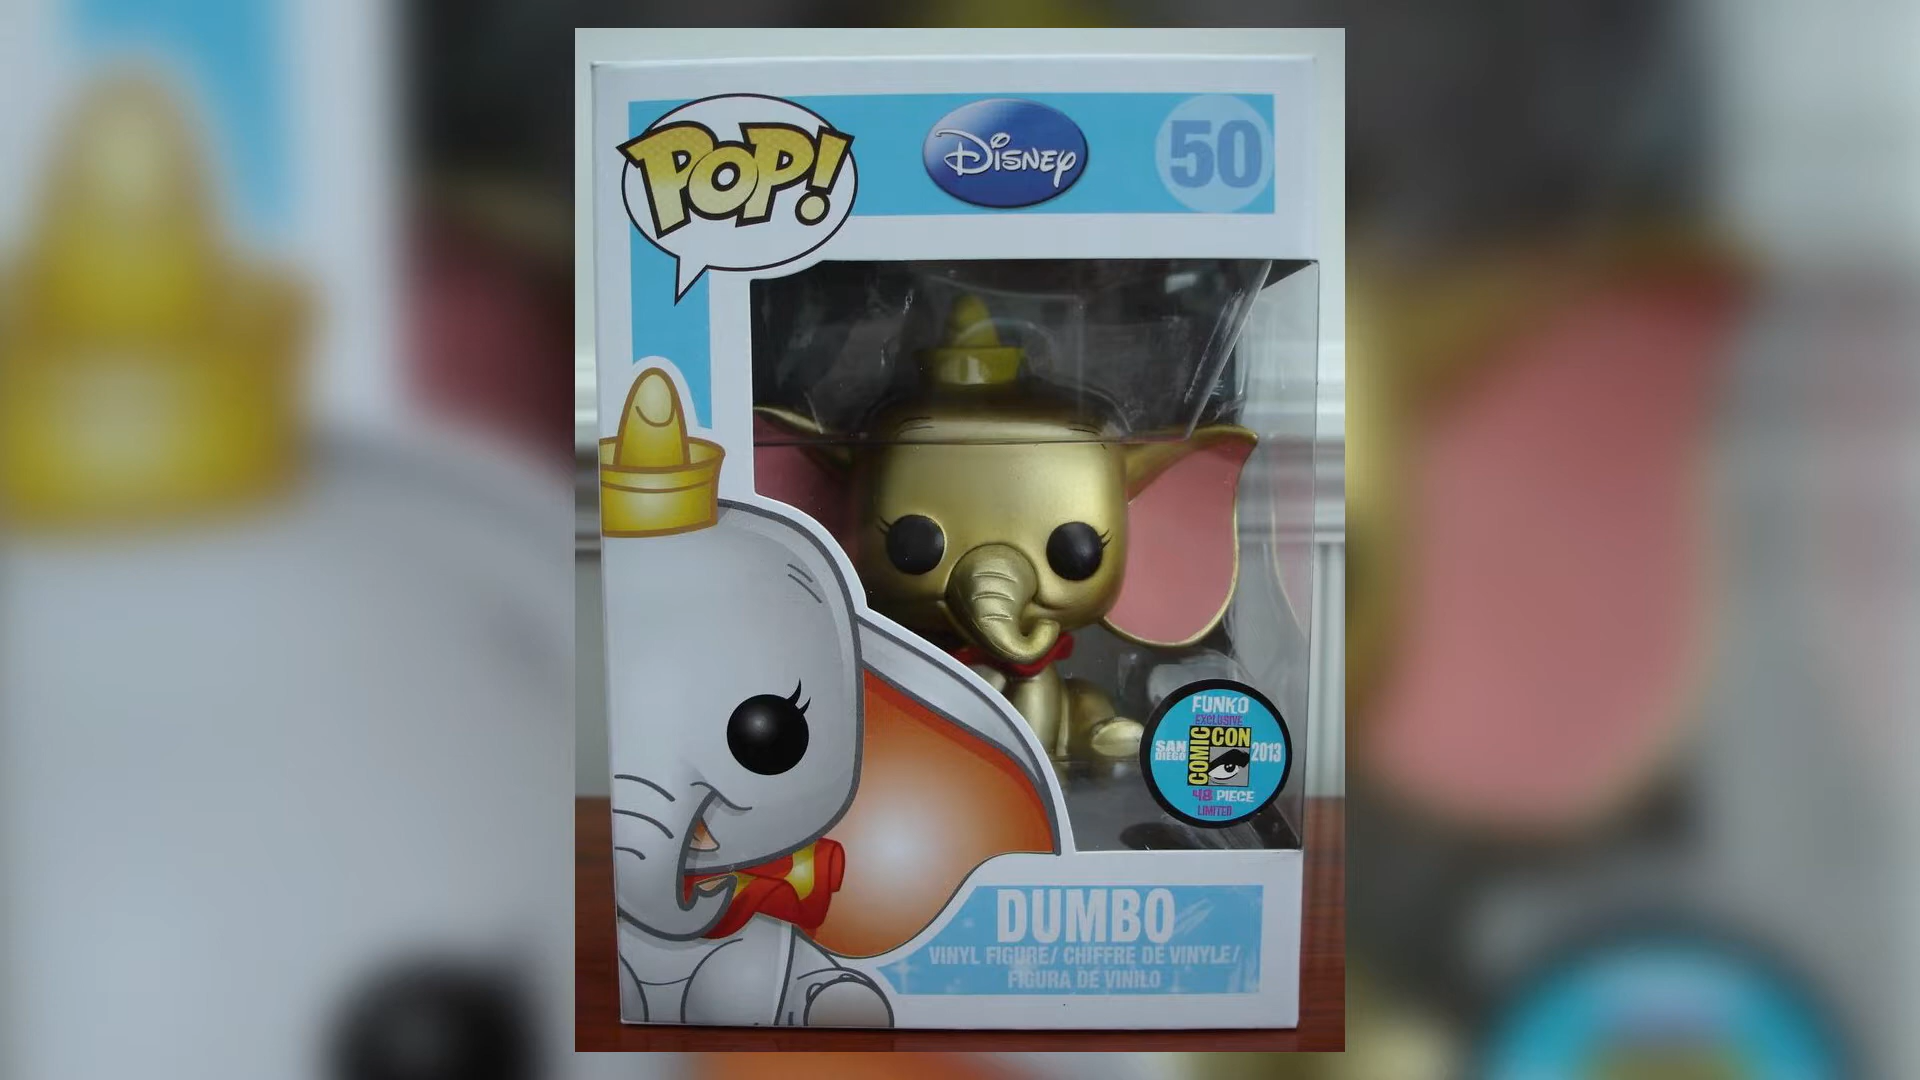 POP!
Disney
50
FUNKO
EXCLUSIVE
SAN DIEGO
COMIC CON
2013
48 PIECE
LIMITED
DUMBO
VINYL FIGURE/ CHIFFRE DE VINYLE/
FIGURA DE VINILO